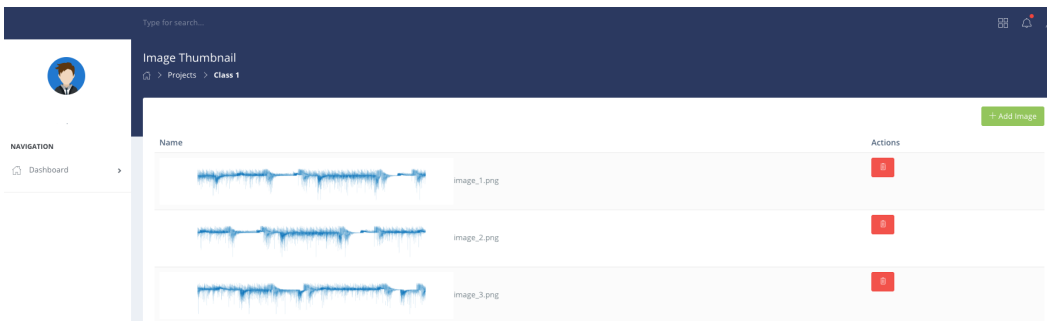 Type for search...
Image Thumbnail
> Projects > Class 1
+ Add Image
NAVIGATION
Dashboard >
Name Actions
image_1.png
image_2.png
image_3.png